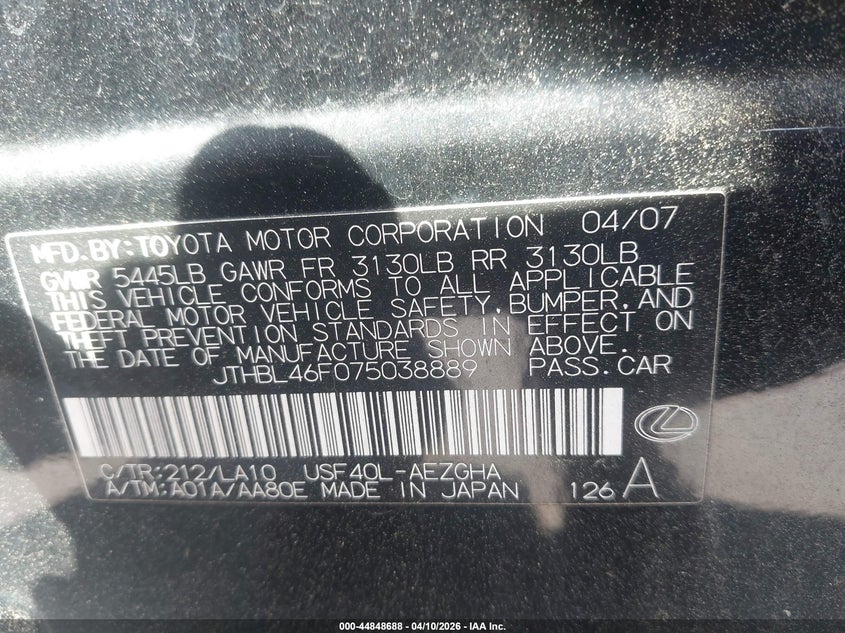 MFD.BY:TOYOTA MOTOR CORPORATION 04/07
GVWR 5445LB GAWR FR 3130LB RR 3130LB
THIS VEHICLE CONFORMS TO ALL APPLICABLE
FEDERAL MOTOR VEHICLE SAFETY,BUMPER,AND
THEFT PREVENTION STANDARDS IN EFFECT ON
THE DATE OF MANUFACTURE SHOWN ABOVE.
JTHBL46F075038889 PASS.CAR
C/TR:212/LA10 USF40L-AEZGHA
A/TM:A01A/AA80E MADE IN JAPAN 126 A
000-44848688 - 04/10/2026 - IAA Inc.